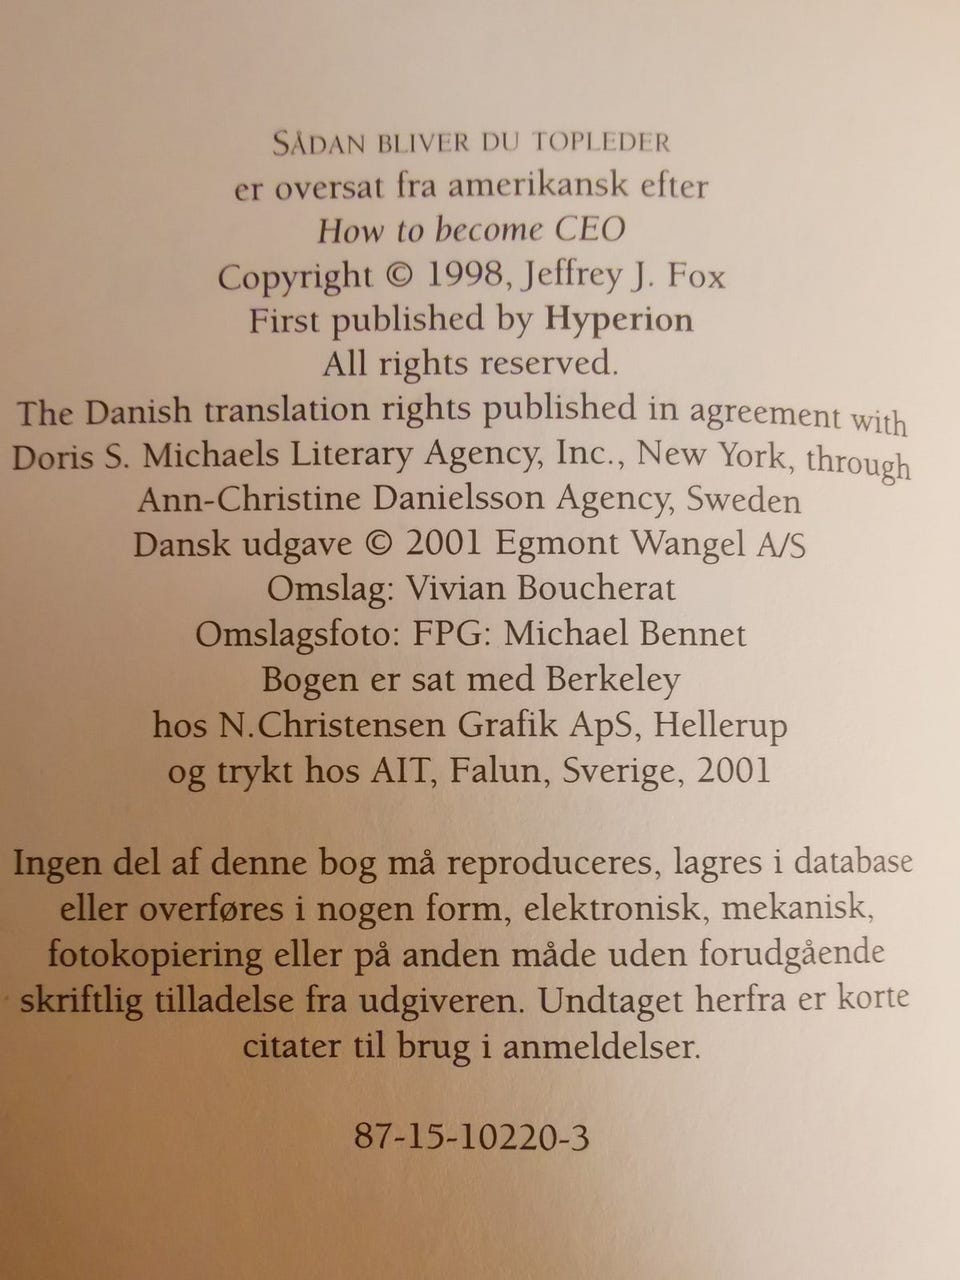 SÅDAN BLIVER DU TOPLEDER
er oversat fra amerikansk efter
How to become CEO
Copyright © 1998, Jeffrey J. Fox
First published by Hyperion
All rights reserved.
The Danish translation rights published in agreement with
Doris S. Michaels Literary Agency, Inc., New York, through
Ann-Christine Danielsson Agency, Sweden
Dansk udgave © 2001 Egmont Wangel A/S
Omslag: Vivian Boucherat
Omslagsfoto: FPG: Michael Bennet
Bogen er sat med Berkeley
hos N.Christensen Grafik ApS, Hellerup
og trykt hos AIT, Falun, Sverige, 2001
Ingen del af denne bog må reproduceres, lagres i database
eller overføres i nogen form, elektronisk, mekanisk,
fotokopiering eller på anden måde uden forudgående
skriftlig tilladelse fra udgiveren. Undtaget herfra er korte
citater til brug i anmeldelser.
87-15-10220-3